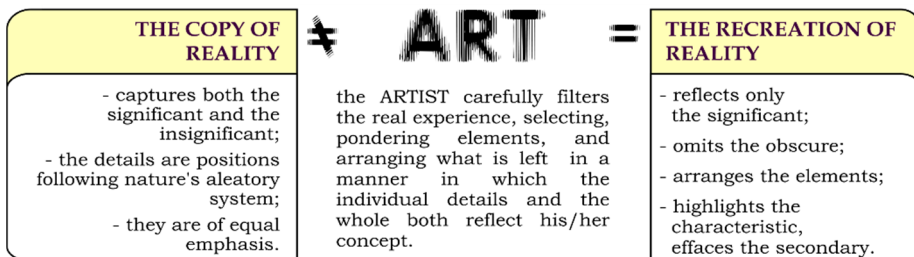 THE COPY OF
REALITY
- captures both the
significant and the
insignificant;
- the details are positions
following nature's aleatory
system;
- they are of equal
emphasis.
≠ ART =
the ARTIST carefully filters
the real experience, selecting,
pondering elements, and
arranging what is left in a
manner in which the
individual details and the
whole both reflect his/her
concept.
THE RECREATION OF
REALITY
- reflects only
the significant;
- omits the obscure;
- arranges the elements;
- highlights the
characteristic,
effaces the secondary.